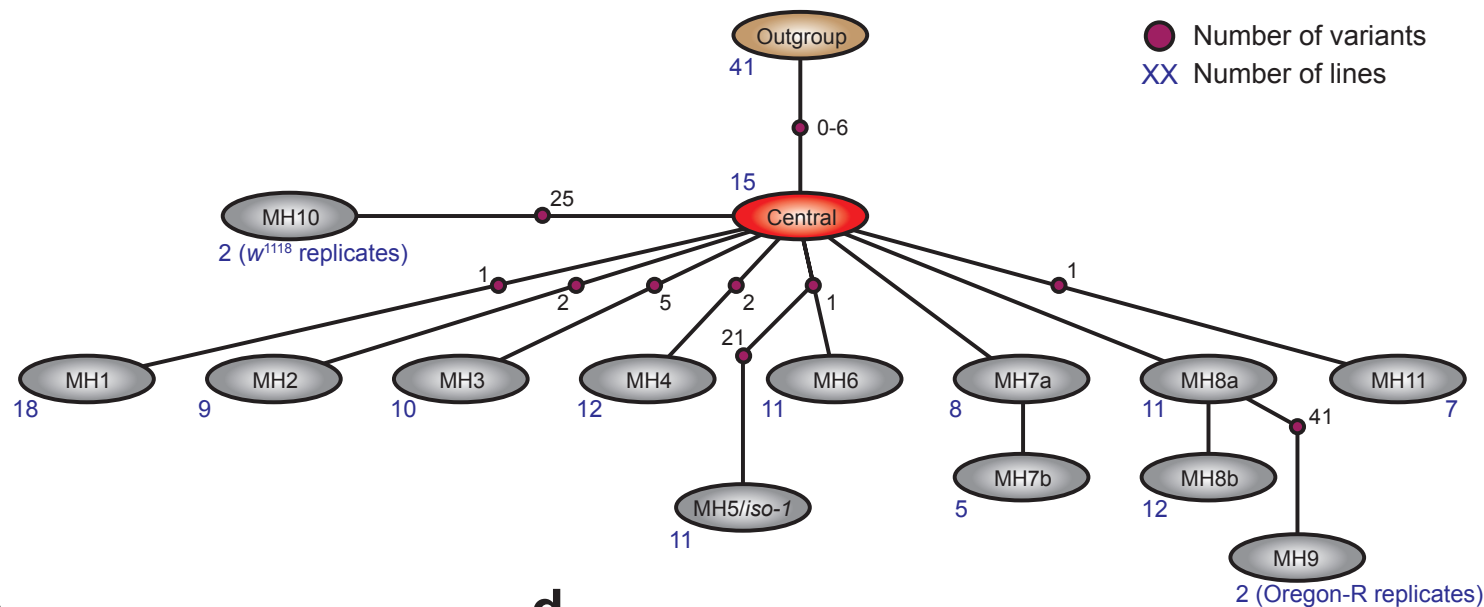 Outgroup
41
Number of variants
XX Number of lines
0-6
15
Central
MH10
25
2 (w1118 replicates)
1
2
5
2
1
1
21
MH1
18
MH2
9
MH3
10
MH4
12
MH6
11
MH7a
8
MH8a
11
MH11
7
41
MH7b
5
MH8b
12
MH5/iso-1
11
MH9
2 (Oregon-R replicates)
d